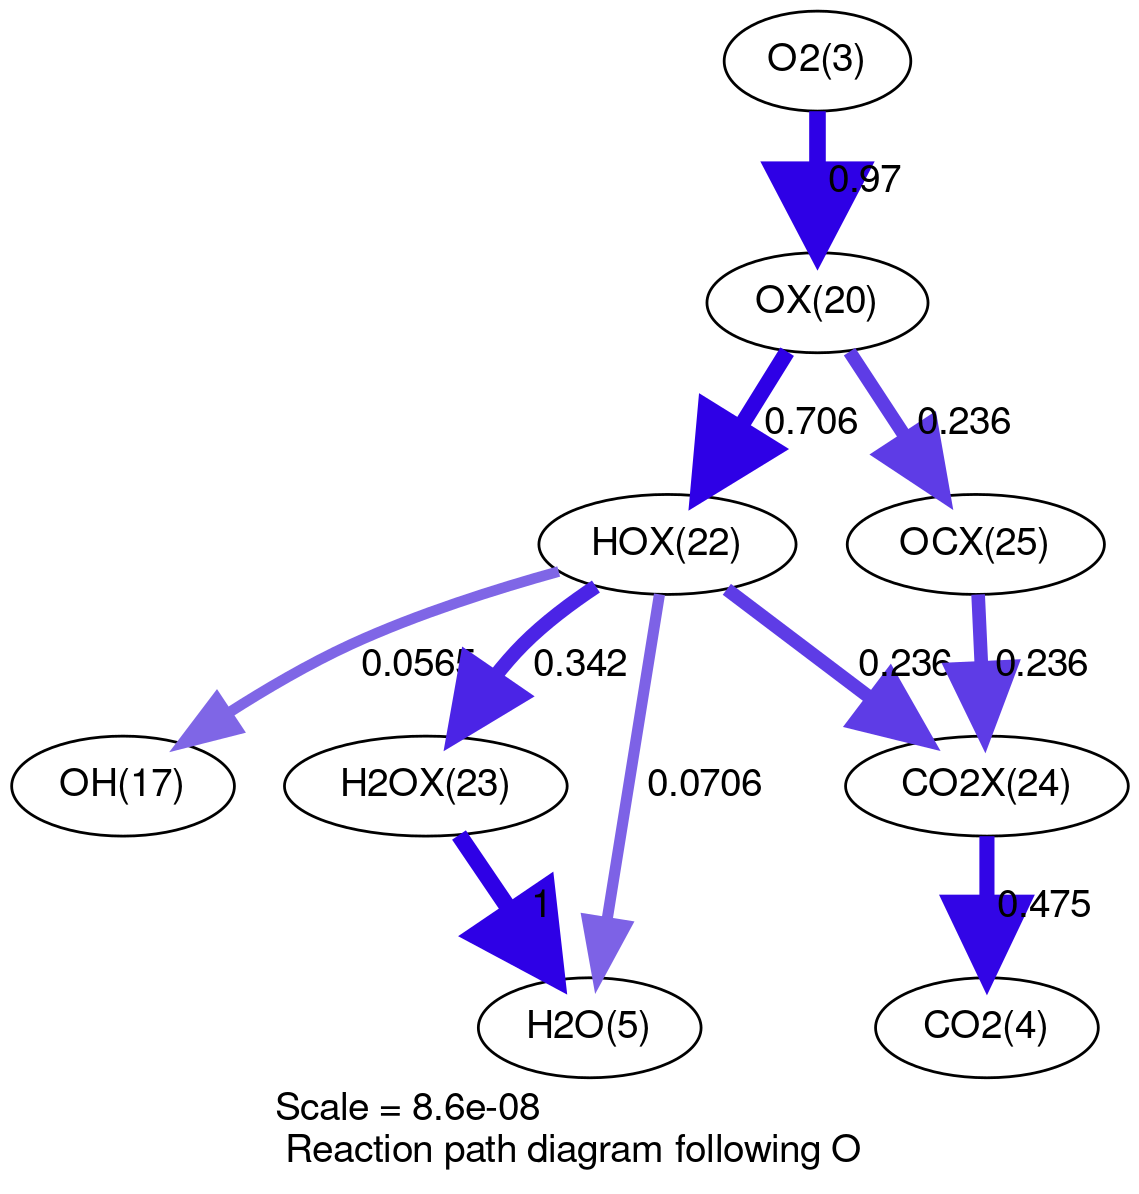 O2(3)
0.97
OX(20)
0.706
0.236
HOX(22)
OCX(25)
0.0565
0.342
0.236
0.236
0.0706
OH(17)
H2OX(23)
CO2X(24)
1
0.475
H2O(5)
CO2(4)
Scale = 8.6e-08
Reaction path diagram following O